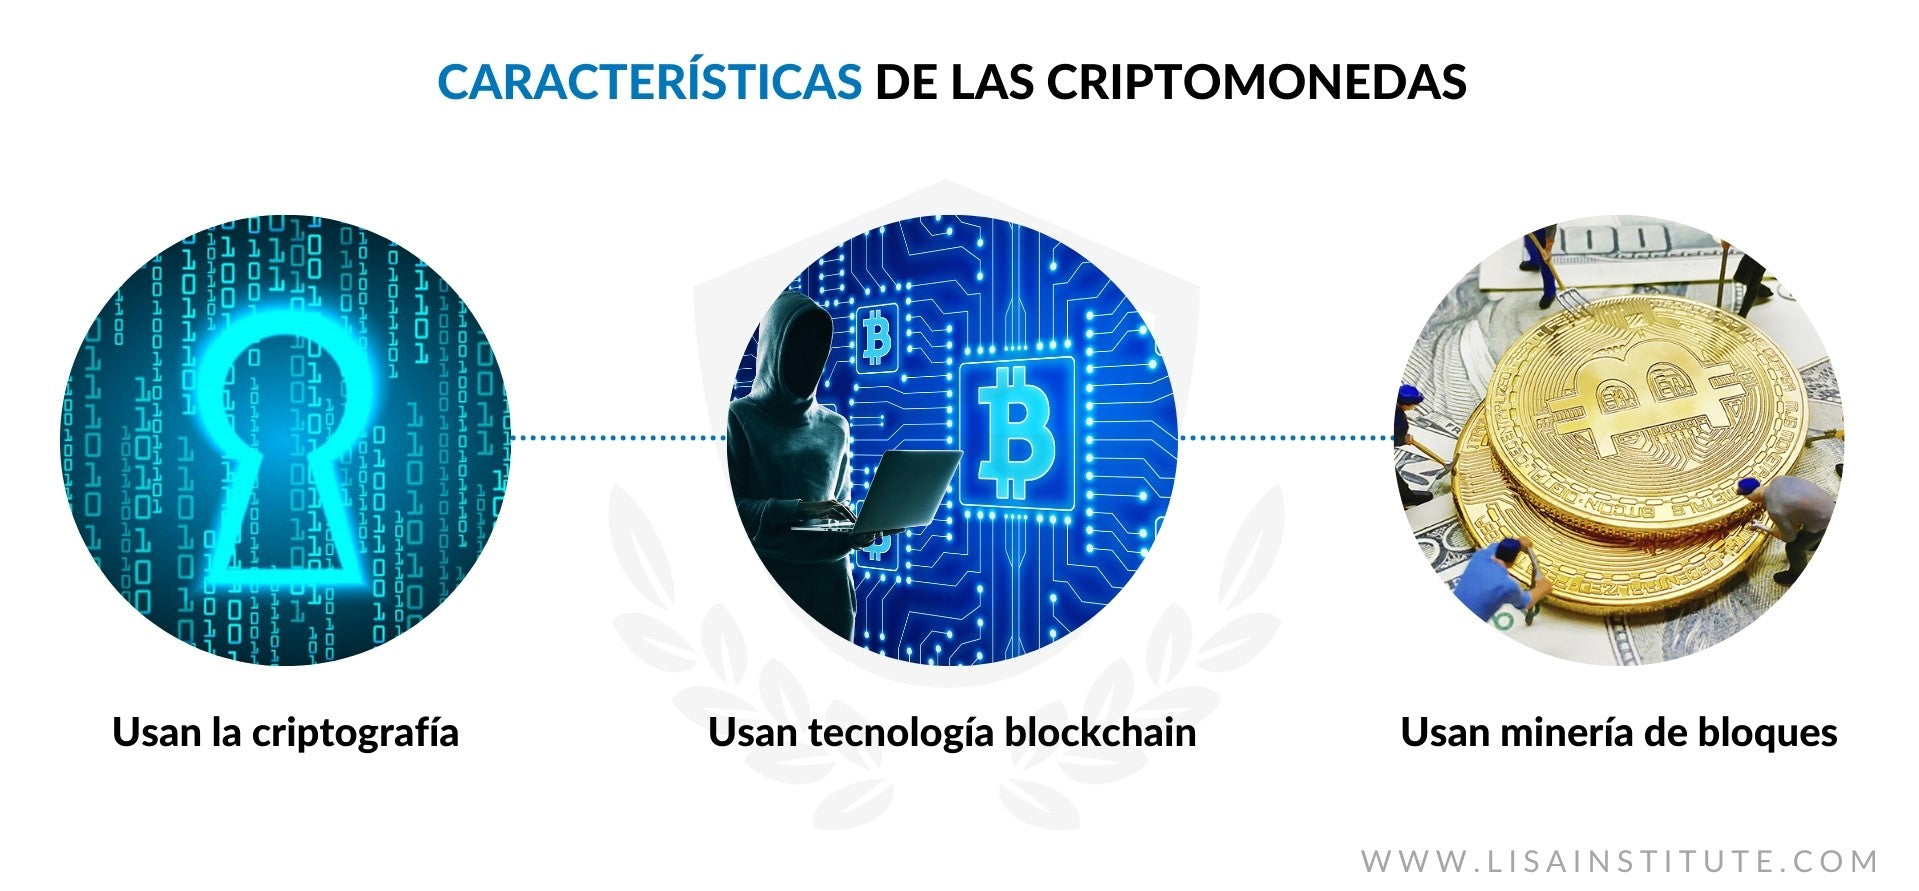 CARACTERÍSTICAS DE LAS CRIPTOMONEDAS
Usan la criptografía
Usan tecnología blockchain
Usan minería de bloques
WWW.LISAINSTITUTE.COM